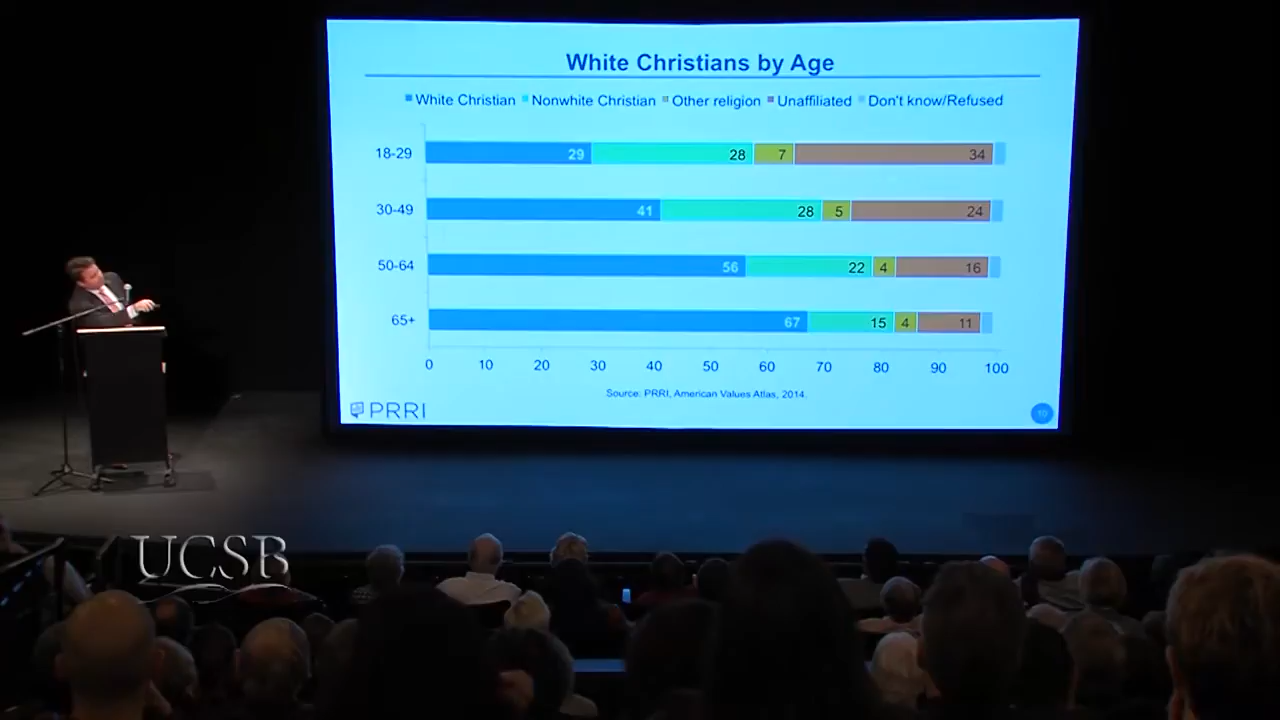 White Christians by Age
White Christian Nonwhite Christian Other religion Unaffiliated Don't know/Refused
18-29 29 28 7 34
30-49 41 28 5 24
50-64 56 22 4 16
65+ 67 15 4 11
0 10 20 30 40 50 60 70 80 90 100
Source: PRRI, American Values Atlas, 2014.
PRRI
UCSB